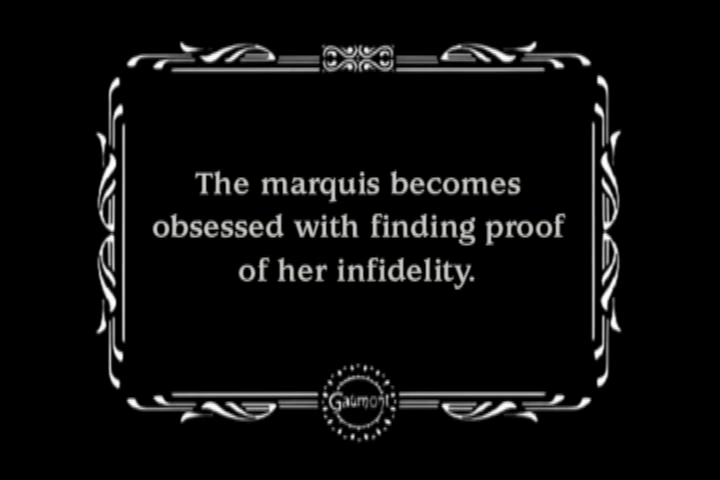 The marquis becomes
obsessed with finding proof
of her infidelity.
Gaumont